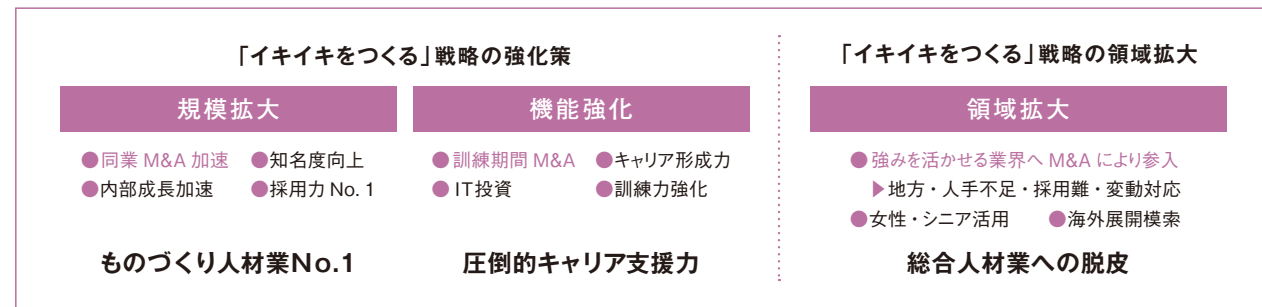 「イキイキをつくる」戦略の強化策
規模拡大
●同業 M&A 加速 ●知名度向上
●内部成長加速 ●採用力 No. 1
ものづくり人材業No.1
機能強化
●訓練期間 M&A ●キャリア形成力
●IT投資 ●訓練力強化
圧倒的キャリア支援力
「イキイキをつくる」戦略の領域拡大
領域拡大
●強みを活かせる業界へ M&A により参入
▶地方・人手不足・採用難・変動対応
●女性・シニア活用 ●海外展開模索
総合人材業への脱皮